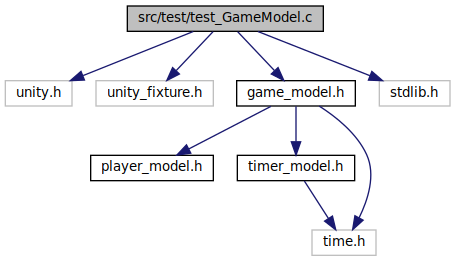 src/test/test_GameModel.c
unity.h
unity_fixture.h
game_model.h
stdlib.h
player_model.h
timer_model.h
time.h